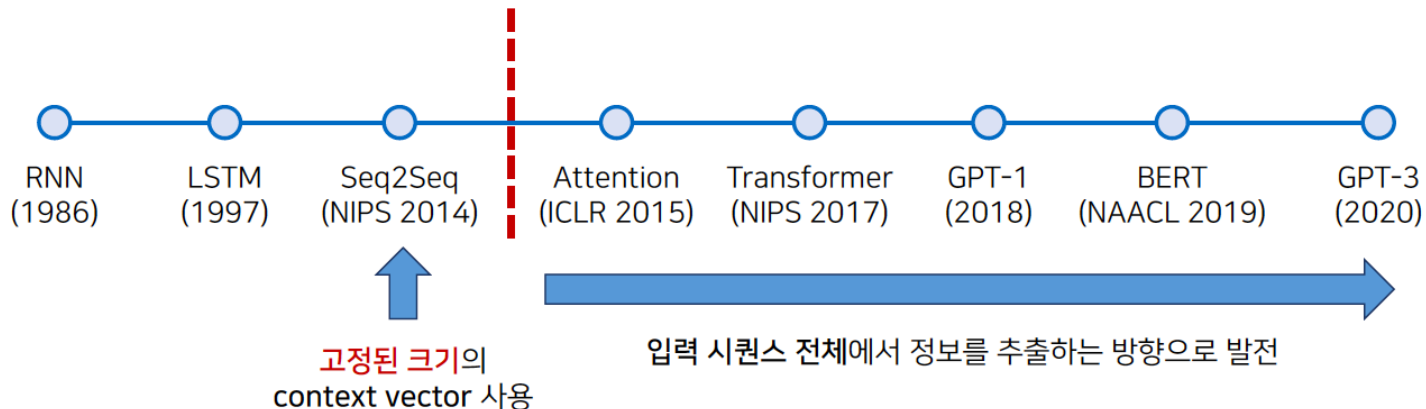 RNN
(1986)
LSTM
(1997)
Seq2Seq
(NIPS 2014)
Attention
(ICLR 2015)
Transformer
(NIPS 2017)
GPT-1
(2018)
BERT
(NAACL 2019)
GPT-3
(2020)
고정된 크기의
context vector 사용
입력 시퀀스 전체에서 정보를 추출하는 방향으로 발전